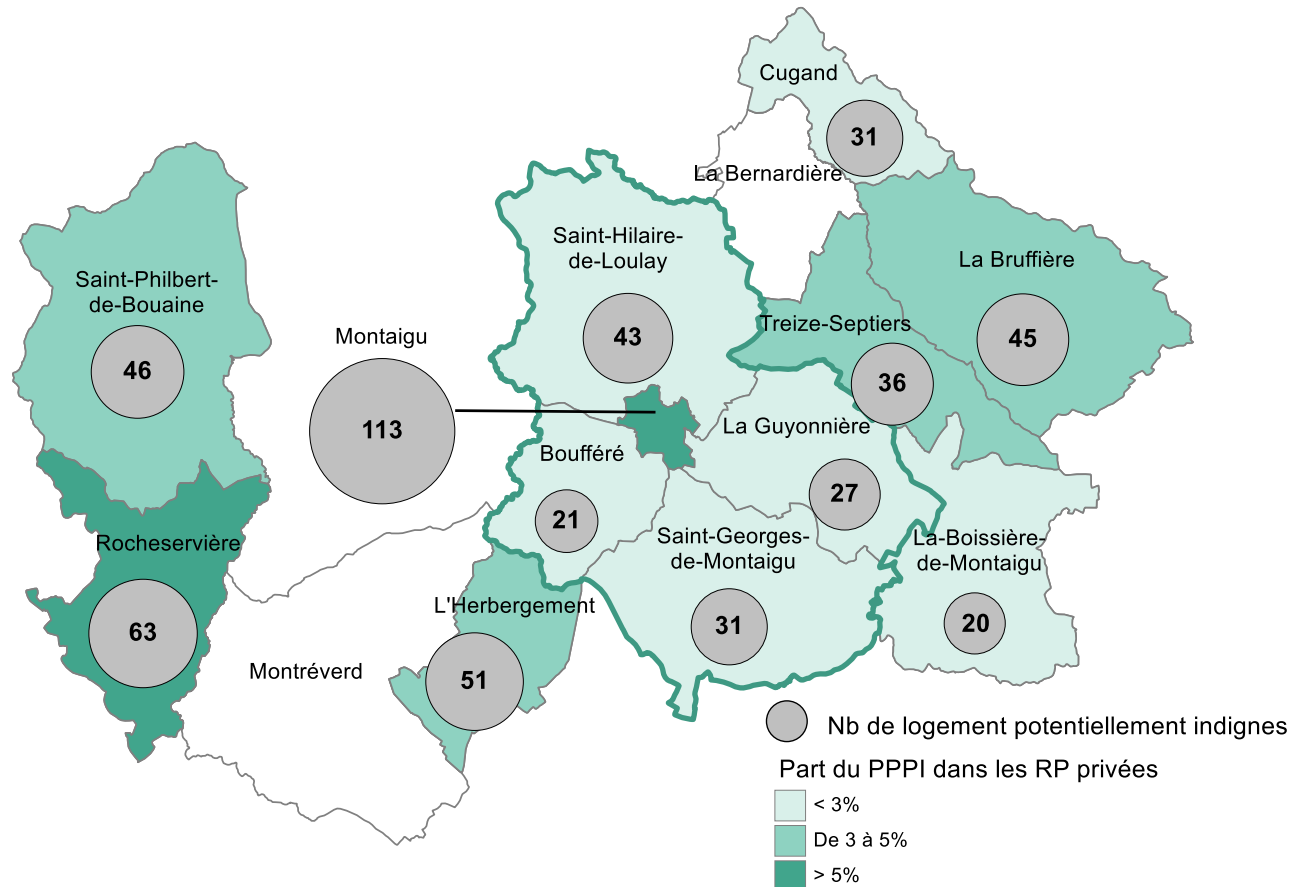 Cugand
31
La Bernardière
Saint-Hilaire-
de-Loulay
43
La Bruffière
45
Saint-Philbert-
de-Bouaine
46
Treize-Septiers
36
Montaigu
113
La Guyonnière
27
Boufféré
21
Saint-Georges-
de-Montaigu
31
La-Boissière-
de-Montaigu
20
Rocheservière
63
L'Herbergement
51
Montréverd
Nb de logement potentiellement indignes
Part du PPPI dans les RP privées
< 3%
De 3 à 5%
> 5%